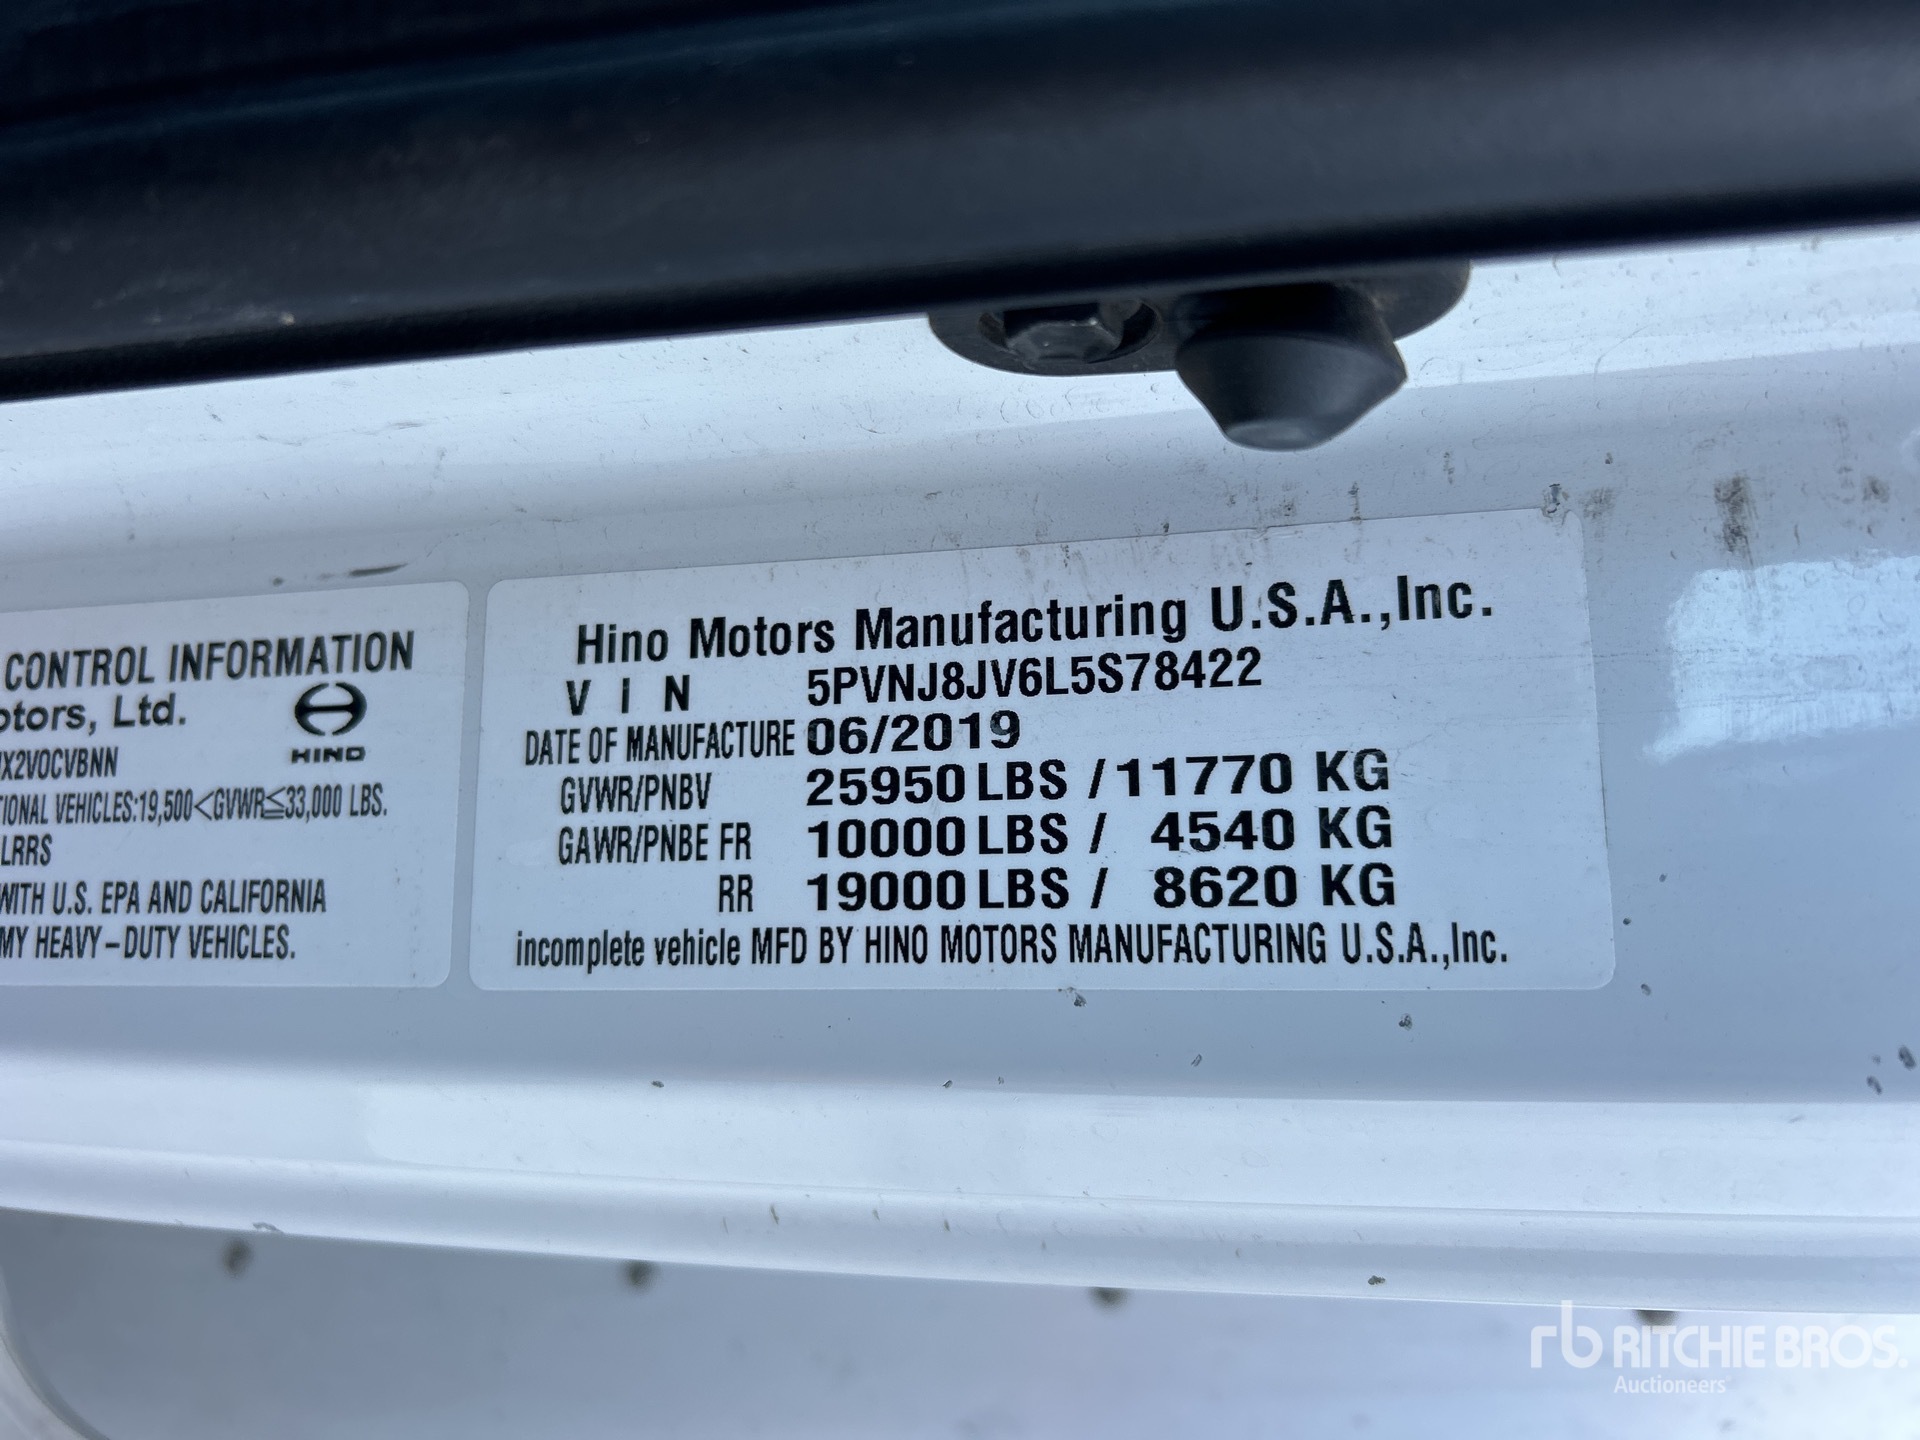 CONTROL INFORMATION
otors, Ltd.
HINO
X2VOCVBNN
TIONAL VEHICLES:19,500<GVWR≦33,000 LBS.
LRRS
WITH U.S. EPA AND CALIFORNIA
MY HEAVY-DUTY VEHICLES.
Hino Motors Manufacturing U.S.A.,Inc.
V I N 5PVNJ8JV6L5S78422
DATE OF MANUFACTURE 06/2019
GVWR/PNBV 25950 LBS / 11770 KG
GAWR/PNBE FR 10000 LBS / 4540 KG
RR 19000 LBS / 8620 KG
incomplete vehicle MFD BY HINO MOTORS MANUFACTURING U.S.A.,Inc.
rb RITCHIE BROS.
Auctioneers